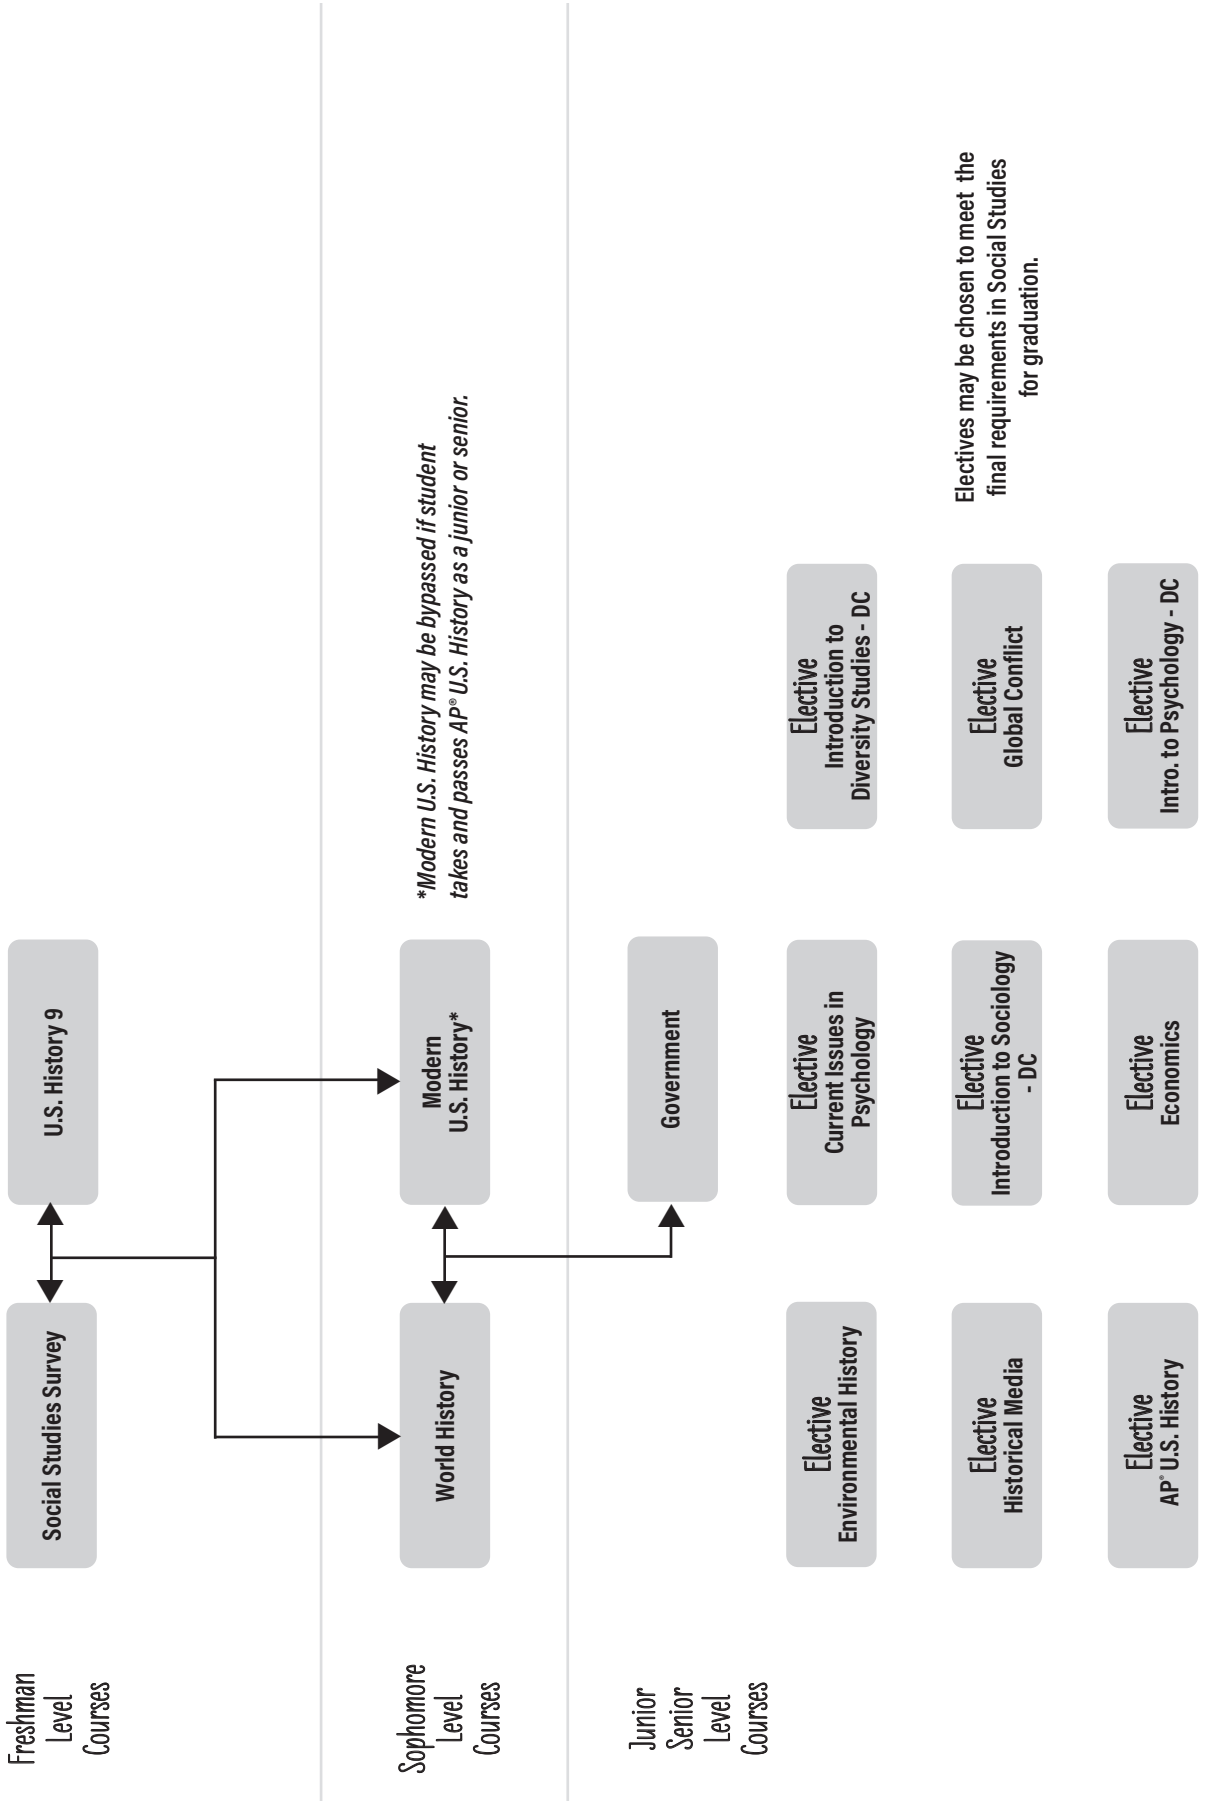 Freshman
Level
Courses
Social Studies Survey
U.S. History 9
Sophomore
Level
Courses
World History
Modern
U.S. History*
*Modern U.S. History may be bypassed if student
takes and passes AP® U.S. History as a junior or senior.
Junior
Senior
Level
Courses
Government
Elective
Environmental History
Elective
Current Issues in
Psychology
Elective
Introduction to
Diversity Studies - DC
Elective
Historical Media
Elective
Introduction to Sociology
- DC
Elective
Global Conflict
Electives may be chosen to meet the
final requirements in Social Studies
for graduation.
Elective
AP® U.S. History
Elective
Economics
Elective
Intro. to Psychology - DC